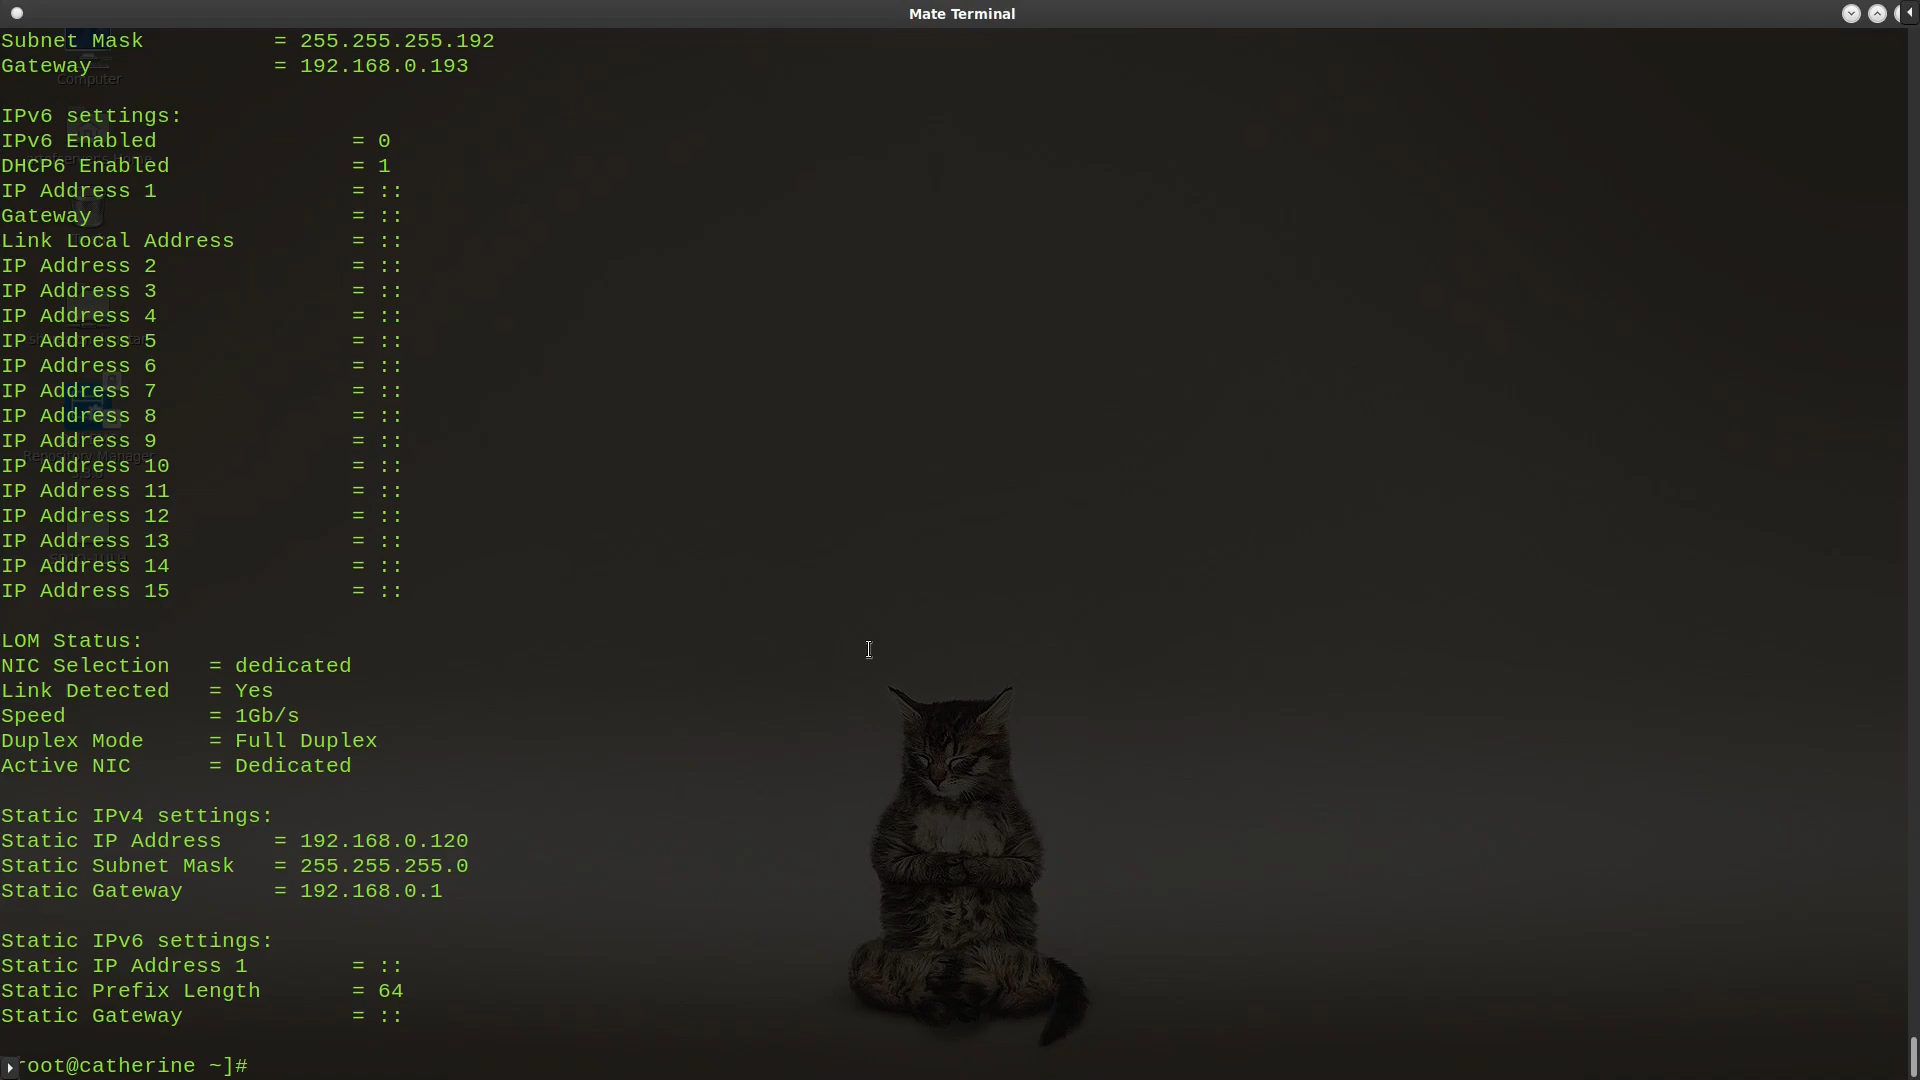 Mate Terminal
Subnet Mask = 255.255.255.192
Gateway = 192.168.0.193
Computer
IPv6 settings:
IPv6 Enabled = 0
DHCP6 Enabled = 1
IP Address 1 = ::
Gateway = ::
Link Local Address = ::
IP Address 2 = ::
IP Address 3 = ::
IP Address 4 = ::
IP Address 5 = ::
IP Address 6 = ::
IP Address 7 = ::
IP Address 8 = ::
IP Address 9 = ::
Repository Manager
IP Address 10 = ::
IP Address 11 = ::
IP Address 12 = ::
IP Address 13 = ::
IP Address 14 = ::
IP Address 15 = ::
LOM Status:
NIC Selection = dedicated
Link Detected = Yes
Speed = 1Gb/s
Duplex Mode = Full Duplex
Active NIC = Dedicated
Static IPv4 settings:
Static IP Address = 192.168.0.120
Static Subnet Mask = 255.255.255.0
Static Gateway = 192.168.0.1
Static IPv6 settings:
Static IP Address 1 = ::
Static Prefix Length = 64
Static Gateway = ::
root@catherine ~]#